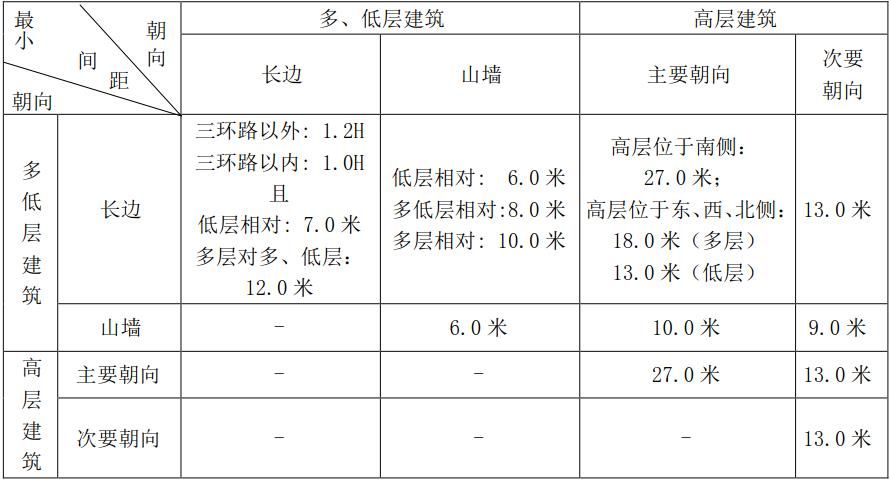 最小
间距
朝向
朝向
多、低层建筑
高层建筑
长边
山墙
主要朝向
次要
朝向
多低层建筑
长边
三环路以外: 1.2H
三环路以内: 1.0H
且
低层相对: 7.0 米
多层对多、低层:
12.0 米
低层相对: 6.0 米
多低层相对:8.0 米
多层相对: 10.0 米
高层位于南侧:
27.0 米;
高层位于东、西、北侧:
18.0 米（多层）
13.0 米（低层）
13.0 米
山墙
-
6.0 米
10.0 米
9.0 米
高层建筑
主要朝向
-
-
27.0 米
13.0 米
次要朝向
-
-
-
13.0 米